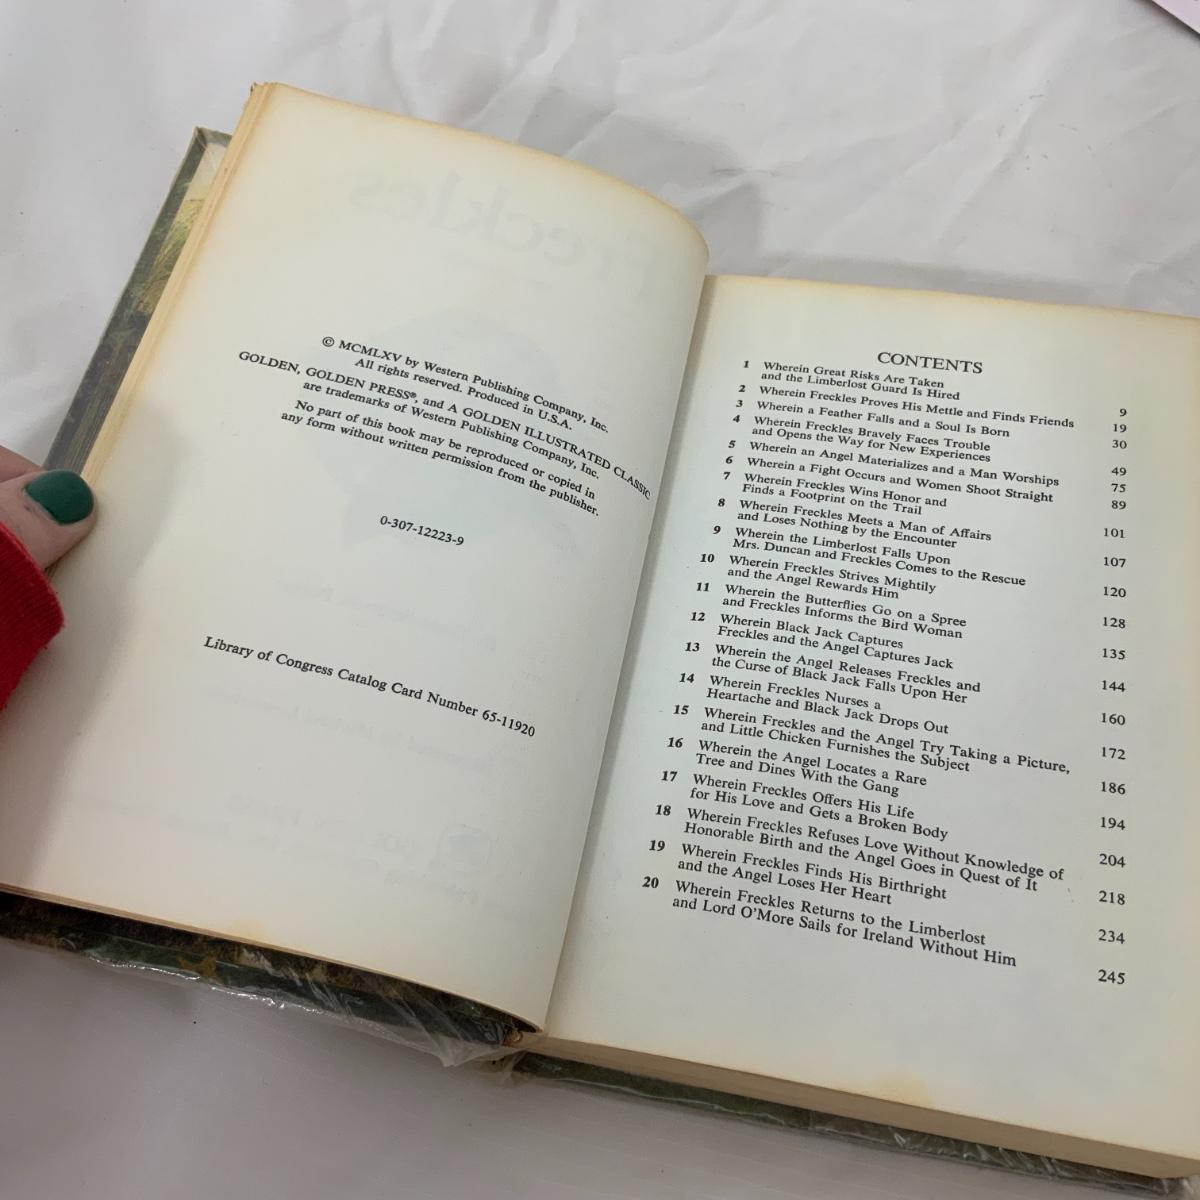 Freckles
© MCMLXV by Western Publishing Company, Inc.
All rights reserved. Produced in U.S.A.
GOLDEN, GOLDEN PRESS®, and A GOLDEN ILLUSTRATED CLASSIC
are trademarks of Western Publishing Company, Inc.
No part of this book may be reproduced or copied in
any form without written permission from the publisher.
0-307-12223-9
Library of Congress Catalog Card Number 65-11920
CONTENTS
1 Wherein Great Risks Are Taken
and the Limberlost Guard Is Hired 9
2 Wherein Freckles Proves His Mettle and Finds Friends 19
3 Wherein a Feather Falls and a Soul Is Born 30
4 Wherein Freckles Bravely Faces Trouble
and Opens the Way for New Experiences 49
5 Wherein an Angel Materializes and a Man Worships 75
6 Wherein a Fight Occurs and Women Shoot Straight 89
7 Wherein Freckles Wins Honor and
Finds a Footprint on the Trail 101
8 Wherein Freckles Meets a Man of Affairs
and Loses Nothing by the Encounter 107
9 Wherein the Limberlost Falls Upon
Mrs. Duncan and Freckles Comes to the Rescue 120
10 Wherein Freckles Strives Mightily
and the Angel Rewards Him 128
11 Wherein the Butterflies Go on a Spree
and Freckles Informs the Bird Woman 135
12 Wherein Black Jack Captures
Freckles and the Angel Captures Jack 144
13 Wherein the Angel Releases Freckles and
the Curse of Black Jack Falls Upon Her 160
14 Wherein Freckles Nurses a
Heartache and Black Jack Drops Out 172
15 Wherein Freckles and the Angel Try Taking a Picture,
and Little Chicken Furnishes the Subject 186
16 Wherein the Angel Locates a Rare
Tree and Dines With the Gang 194
17 Wherein Freckles Offers His Life
for His Love and Gets a Broken Body 204
18 Wherein Freckles Refuses Love Without Knowledge of
Honorable Birth and the Angel Goes in Quest of It 218
19 Wherein Freckles Finds His Birthright
and the Angel Loses Her Heart 234
20 Wherein Freckles Returns to the Limberlost
and Lord O'More Sails for Ireland Without Him 245